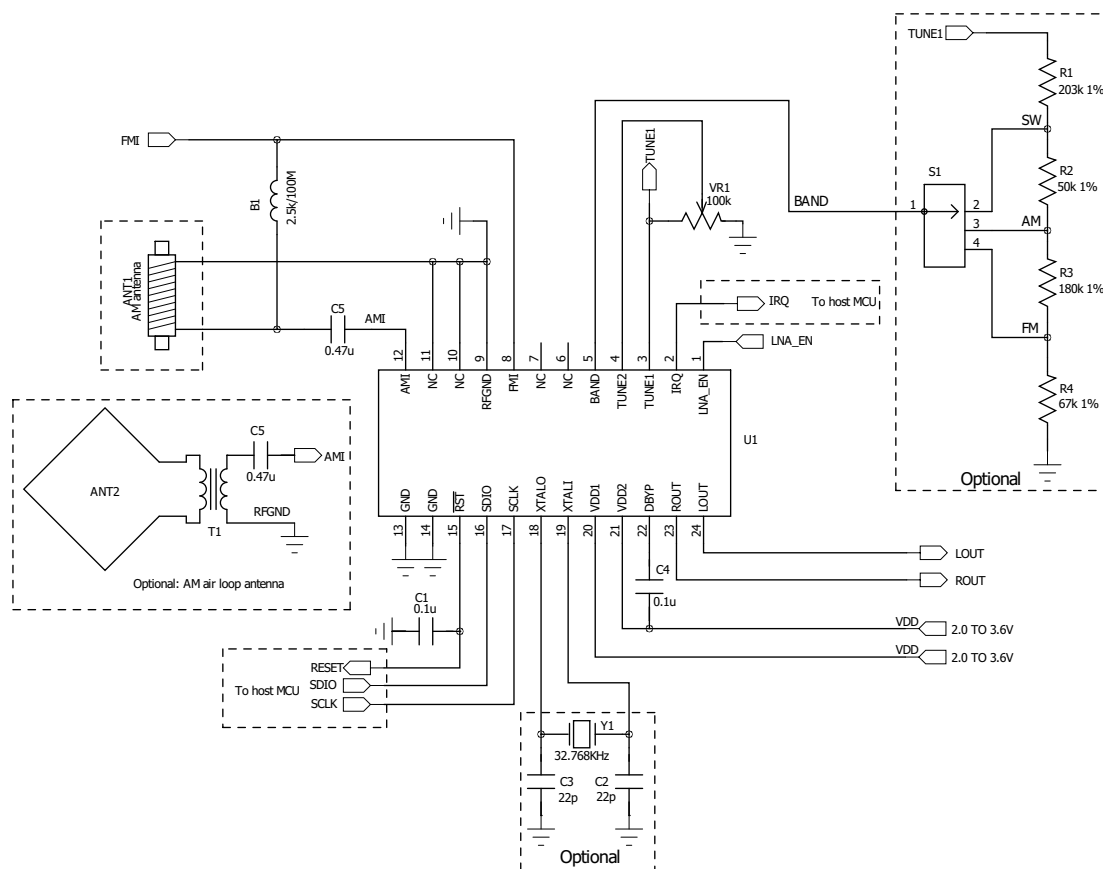 TUNE1
R1
203k 1%
SW
R2
50k 1%
S1
1
2
3
4
AM
R3
180k 1%
FM
R4
67k 1%
Optional
FMI
B1
2.5k/100M
TUNE1
VR1
100k
BAND
ANT1
AM antenna
C5
0.47u
AMI
IRQ
To host MCU
LNA_EN
12
11
10
9
8
7
6
5
4
3
2
1
AMI
NC
NC
RFGND
FMI
NC
NC
BAND
TUNE2
TUNE1
IRQ
LNA_EN
U1
GND
GND
RST
SDIO
SCLK
XTALO
XTALI
VDD1
VDD2
DBYP
ROUT
LOUT
13
14
15
16
17
18
19
20
21
22
23
24
ANT2
C5
0.47u
AMI
RFGND
T1
Optional: AM air loop antenna
LOUT
C4
0.1u
ROUT
C1
0.1u
VDD
2.0 TO 3.6V
VDD
2.0 TO 3.6V
To host MCU
RESET
SDIO
SCLK
Y1
32.768KHz
C3
22p
C2
22p
Optional